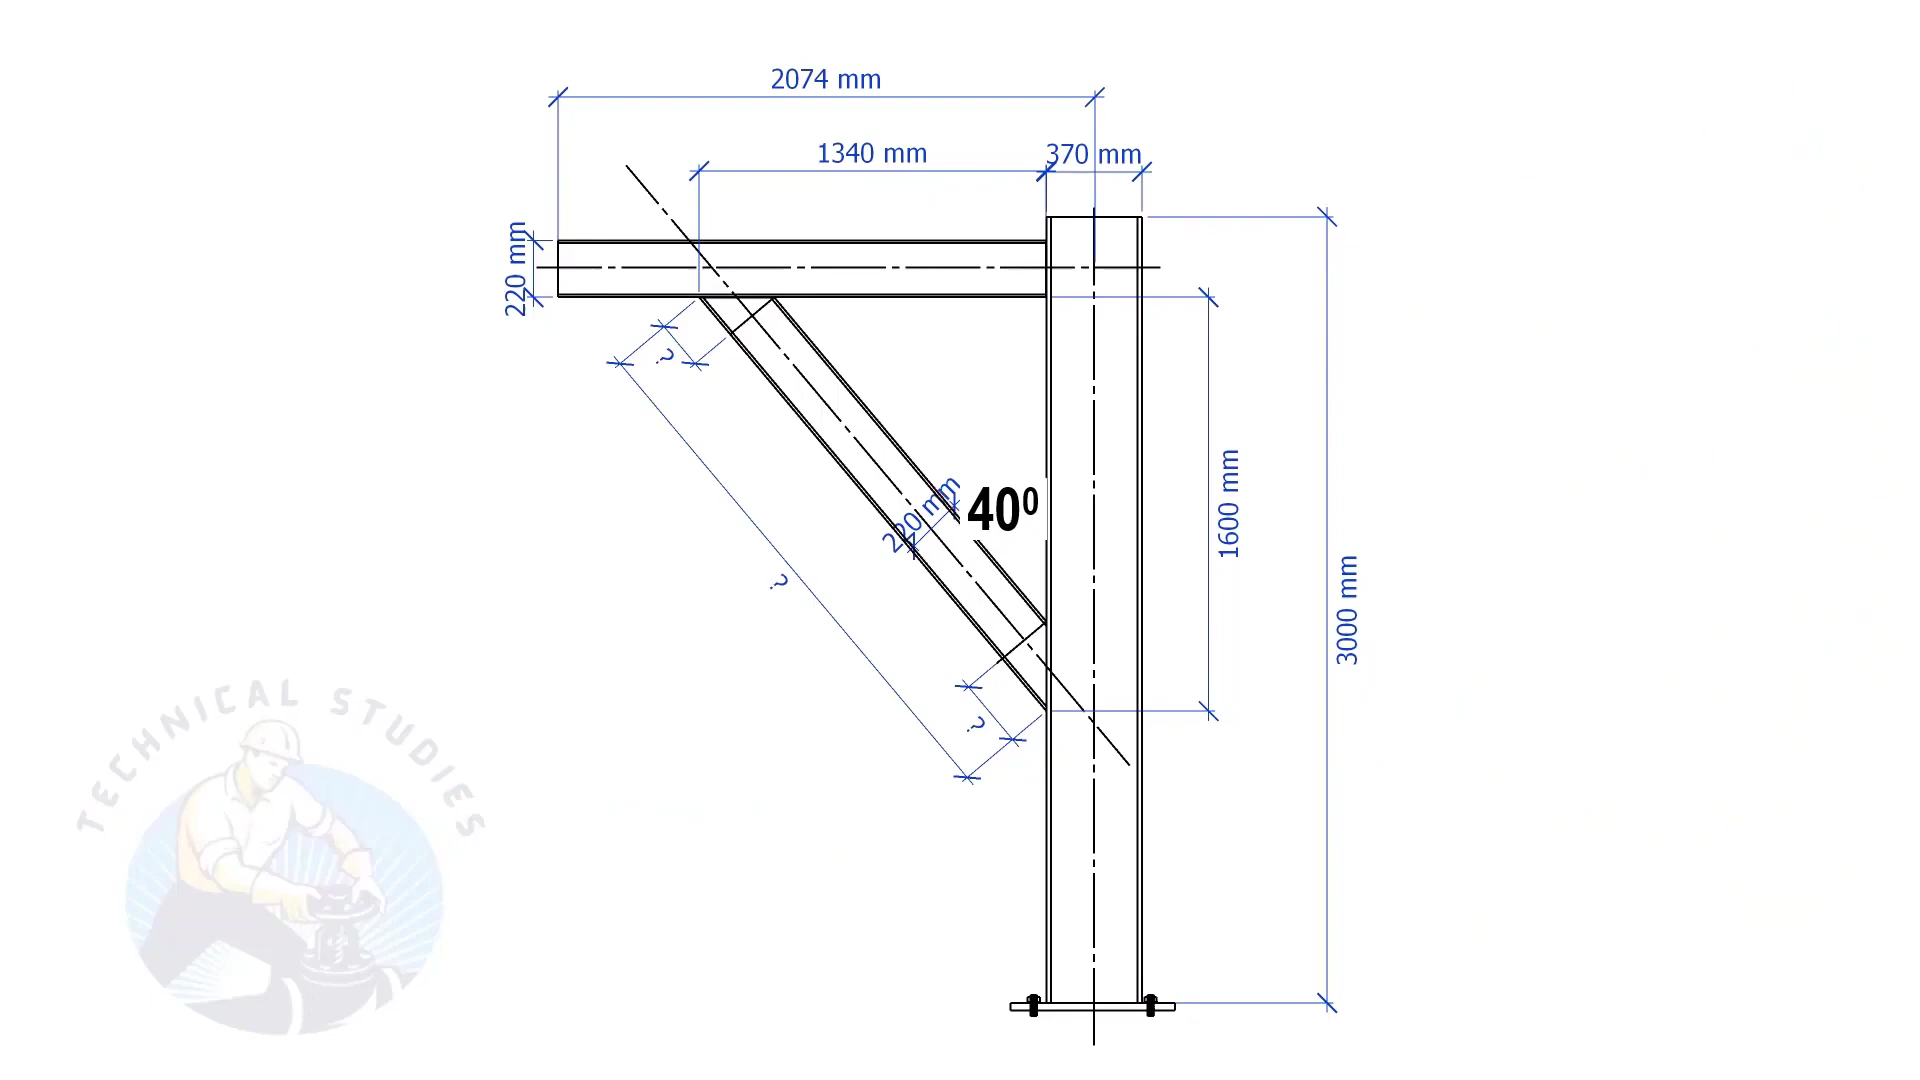 2074 mm
1340 mm
370 mm
220 mm
?
220 mm
40⁰
1600 mm
?
3000 mm
?
TECHNICAL STUDIES